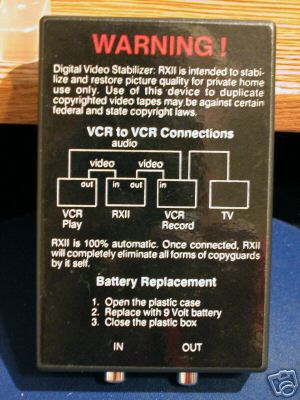 WARNING !
Digital Video Stabilizer: RXII is intended to stabi-
lize and restore picture quality for private home
use only. Use of this device to duplicate
copyrighted video tapes may be against certain
federal and state copyright laws.
VCR to VCR Connections
audio
video video
out in in
VCR Play
RXII
VCR Record
TV
RXII is 100% automatic. Once connected, RXII
will completely eliminate all forms of copyguards
by it self.
Battery Replacement
1. Open the plastic case
2. Replace with 9 Volt battery
3. Close the plastic box
IN OUT
eBay